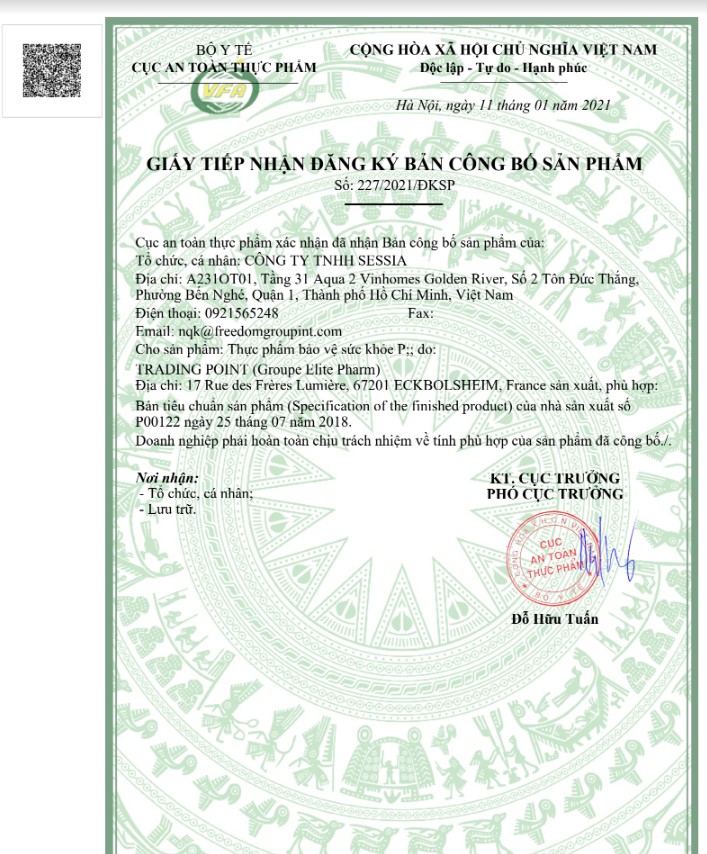 BỘ Y TẾ
CỤC AN TOÀN THỰC PHẨM
VFA
CỘNG HÒA XÃ HỘI CHỦ NGHĨA VIỆT NAM
Độc lập - Tự do - Hạnh phúc
Hà Nội, ngày 11 tháng 01 năm 2021
GIẤY TIẾP NHẬN ĐĂNG KÝ BẢN CÔNG BỐ SẢN PHẨM
Số: 227/2021/ĐKSP
Cục an toàn thực phẩm xác nhận đã nhận Bản công bố sản phẩm của:
Tổ chức, cá nhân: CÔNG TY TNHH SESSIA
Địa chỉ: A231OT01, Tầng 31 Aqua 2 Vinhomes Golden River, Số 2 Tôn Đức Thắng,
Phường Bến Nghé, Quận 1, Thành phố Hồ Chí Minh, Việt Nam
Điện thoại: 0921565248 Fax:
Email: nqk@freedomgroupint.com
Cho sản phẩm: Thực phẩm bảo vệ sức khỏe P;; do:
TRADING POINT (Groupe Elite Pharm)
Địa chỉ: 17 Rue des Frères Lumière, 67201 ECKBOLSHEIM, France sản xuất, phù hợp:
Bản tiêu chuẩn sản phẩm (Specification of the finished product) của nhà sản xuất số
P00122 ngày 25 tháng 07 năm 2018.
Doanh nghiệp phải hoàn toàn chịu trách nhiệm về tính phù hợp của sản phẩm đã công bố./.
Nơi nhận:
- Tổ chức, cá nhân;
- Lưu trữ.
KT. CỤC TRƯỞNG
PHÓ CỤC TRƯỞNG
CỤC
AN TOÀN
THỰC PHẨM
BỘ Y TẾ
Đỗ Hữu Tuấn